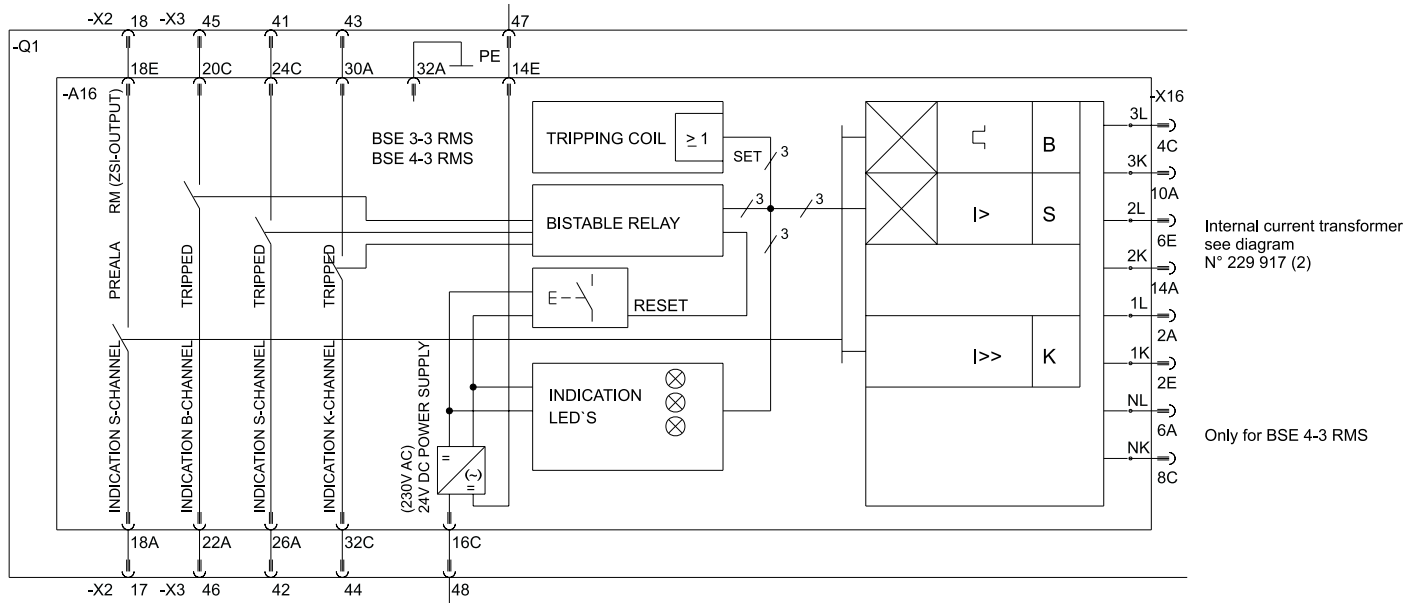 -X2 18 -X3 45 41 43 47
-Q1
PE
18E 20C 24C 30A 32A 14E
-A16
-X16
RM (ZSI-OUTPUT)
PREALA
TRIPPED
TRIPPED
TRIPPED
INDICATION S-CHANNEL
INDICATION B-CHANNEL
INDICATION S-CHANNEL
INDICATION K-CHANNEL
BSE 3-3 RMS
BSE 4-3 RMS
TRIPPING COIL
≥ 1
SET
3
BISTABLE RELAY
3
3
3
E
RESET
INDICATION
LED`S
(230V AC)
24V DC POWER SUPPLY
=
(~)
=
B
I> S
I>> K
3L
4C
3K
10A
2L
6E
2K
14A
1L
2A
1K
2E
NL
6A
NK
8C
Internal current transformer
see diagram
N° 229 917 (2)
Only for BSE 4-3 RMS
18A 22A 26A 32C 16C
-X2 17 -X3 46 42 44 48